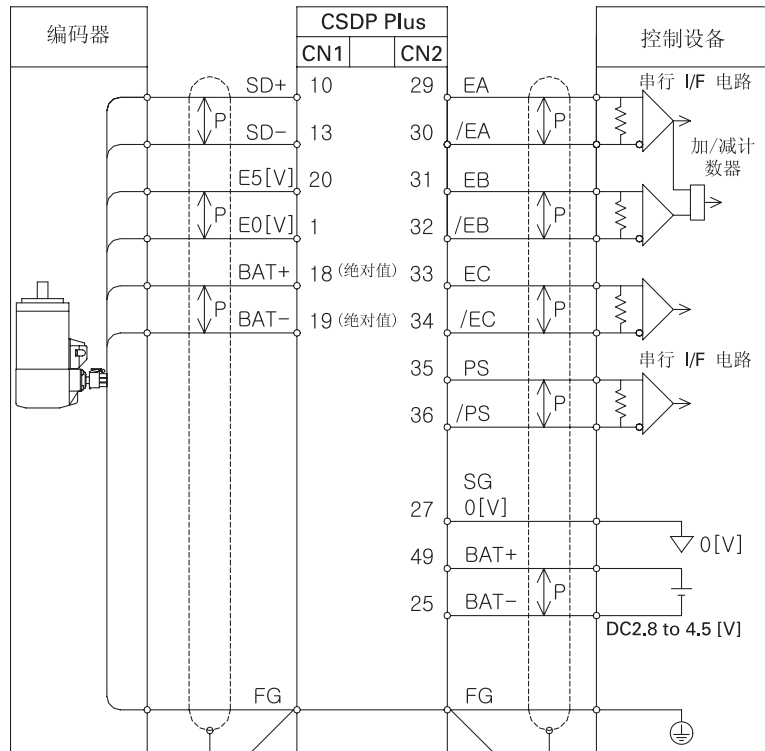 编码器
CSDP Plus
CN1 CN2
控制设备
SD+ 10 29 EA 串行 I/F 电路
P P
SD- 13 30 /EA 加/减计
数器
E5[V] 20 31 EB
P P
E0[V] 1 32 /EB
BAT+ 18 (绝对值) 33 EC
P P
BAT- 19 (绝对值) 34 /EC
35 PS 串行 I/F 电路
P
36 /PS
SG
27 0[V]
0[V]
49 BAT+
P
25 BAT-
DC2.8 to 4.5 [V]
FG FG